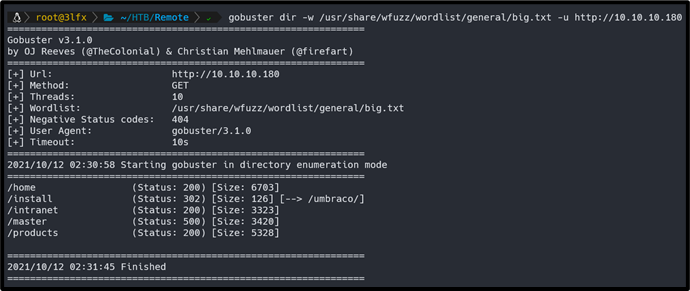 root@3lfx ~/HTB/Remote ✓ gobuster dir -w /usr/share/wfuzz/wordlist/general/big.txt -u http://10.10.10.180
===============================================================
Gobuster v3.1.0
by OJ Reeves (@TheColonial) & Christian Mehlmauer (@firefart)
===============================================================
[+] Url: http://10.10.10.180
[+] Method: GET
[+] Threads: 10
[+] Wordlist: /usr/share/wfuzz/wordlist/general/big.txt
[+] Negative Status codes: 404
[+] User Agent: gobuster/3.1.0
[+] Timeout: 10s
===============================================================
2021/10/12 02:30:58 Starting gobuster in directory enumeration mode
===============================================================
/home (Status: 200) [Size: 6703]
/install (Status: 302) [Size: 126] [--> /umbraco/]
/intranet (Status: 200) [Size: 3323]
/master (Status: 500) [Size: 3420]
/products (Status: 200) [Size: 5328]
===============================================================
2021/10/12 02:31:45 Finished
===============================================================